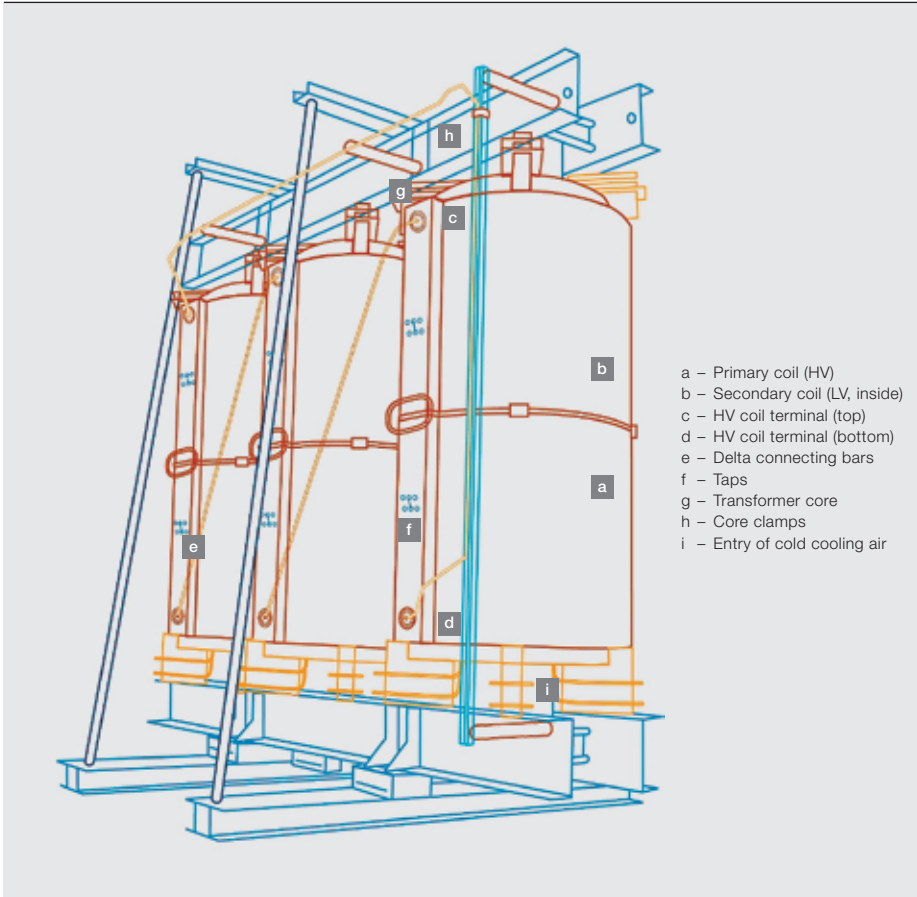 h
g
c
b
a
f
e
d
i
a – Primary coil (HV)
b – Secondary coil (LV, inside)
c – HV coil terminal (top)
d – HV coil terminal (bottom)
e – Delta connecting bars
f – Taps
g – Transformer core
h – Core clamps
i – Entry of cold cooling air